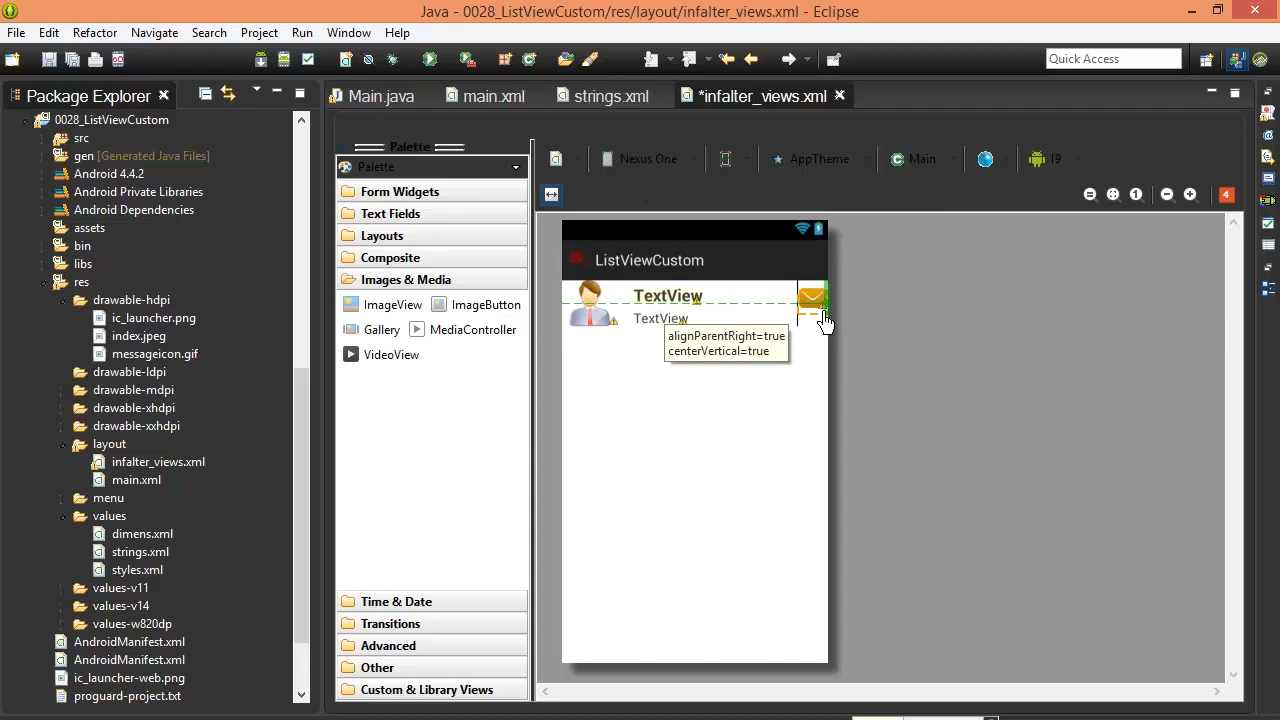 Java - 0028_ListViewCustom/res/layout/infalter_views.xml - Eclipse
File Edit Refactor Navigate Search Project Run Window Help
Quick Access
Package Explorer
Main.java
main.xml
strings.xml
*infalter_views.xml
0028_ListViewCustom
src
gen [Generated Java Files]
Android 4.4.2
Android Private Libraries
Android Dependencies
assets
bin
libs
res
drawable-hdpi
ic_launcher.png
index.jpeg
messageicon.gif
drawable-ldpi
drawable-mdpi
drawable-xhdpi
drawable-xxhdpi
layout
infalter_views.xml
main.xml
menu
values
dimens.xml
strings.xml
styles.xml
values-v11
values-v14
values-w820dp
AndroidManifest.xml
AndroidManifest.xml
ic_launcher-web.png
proguard-project.txt
Palette
Palette
Form Widgets
Text Fields
Layouts
Composite
Images & Media
ImageView ImageButton
Gallery MediaController
VideoView
Time & Date
Transitions
Advanced
Other
Custom & Library Views
Nexus One
AppTheme
Main
19
1
4
ListViewCustom
TextView
TextView
alignParentRight=true
centerVertical=true